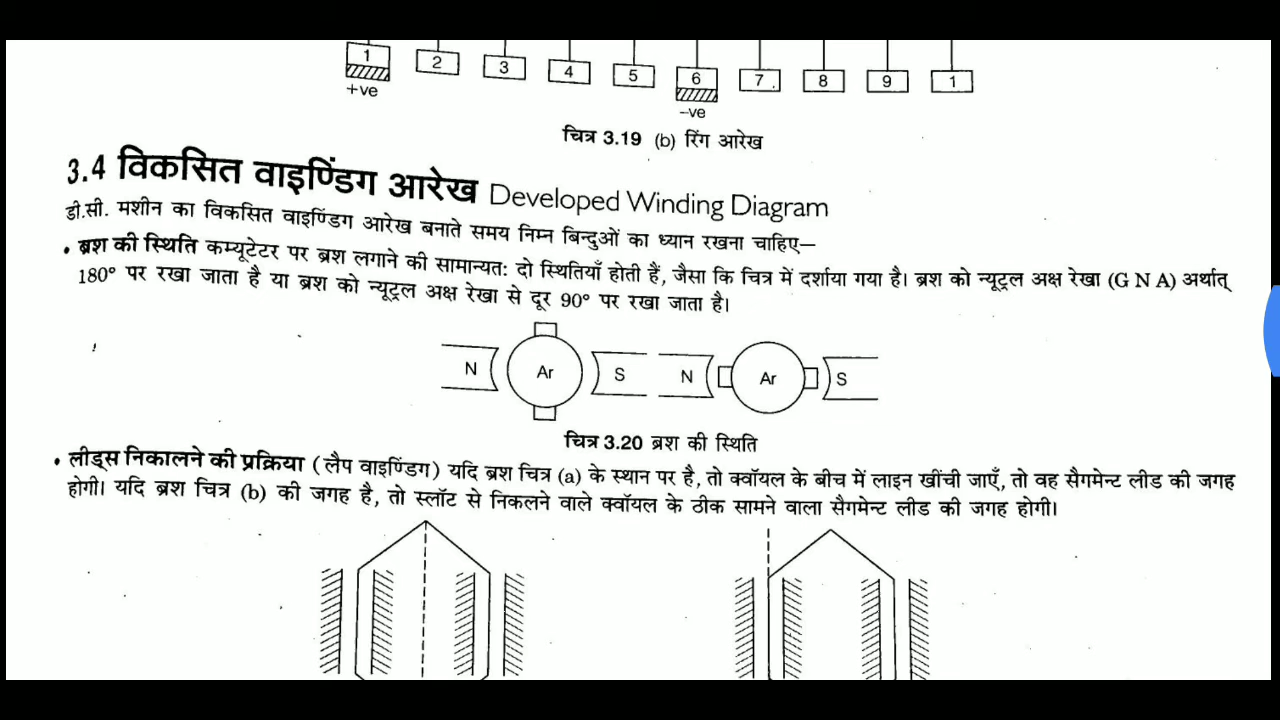 1 2 3 4 5 6 7 8 9 1
+ve
–ve
चित्र 3.19 (b) रिंग आरेख
3.4 विकसित वाइण्डिंग आरेख Developed Winding Diagram
डी.सी. मशीन का विकसित वाइण्डिंग आरेख बनाते समय निम्न बिन्दुओं का ध्यान रखना चाहिए—
• ब्रश की स्थिति कम्यूटेटर पर ब्रश लगाने की सामान्यत: दो स्थितियाँ होती हैं, जैसा कि चित्र में दर्शाया गया है। ब्रश को न्यूट्रल अक्ष रेखा (G N A) अर्थात्
180° पर रखा जाता है या ब्रश को न्यूट्रल अक्ष रेखा से दूर 90° पर रखा जाता है।
N Ar S N Ar S
चित्र 3.20 ब्रश की स्थिति
• लीड्स निकालने की प्रक्रिया (लैप वाइण्डिंग) यदि ब्रश चित्र (a) के स्थान पर है, तो क्वॉयल के बीच में लाइन खींची जाएँ, तो वह सैगमेन्ट लीड की जगह
होगी। यदि ब्रश चित्र (b) की जगह है, तो स्लॉट से निकलने वाले क्वॉयल के ठीक सामने वाला सैगमेन्ट लीड की जगह होगी।